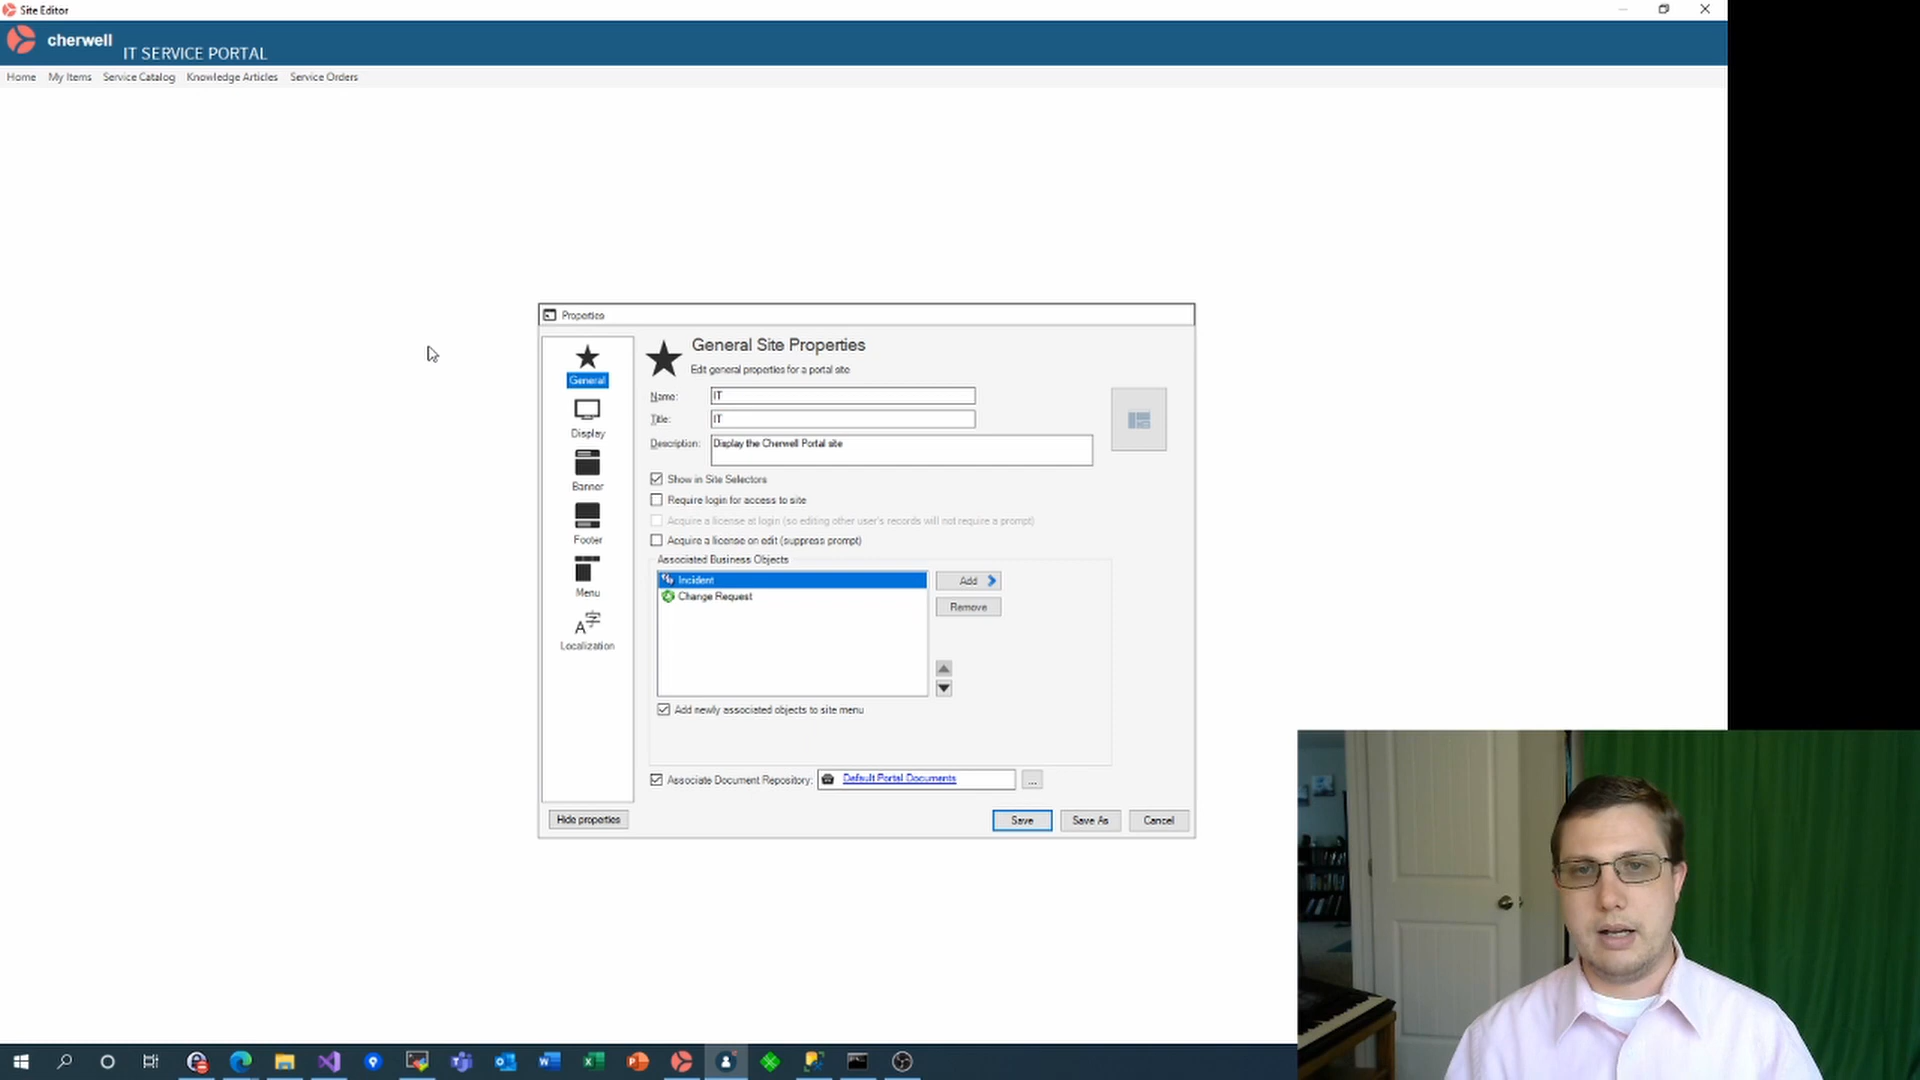 Site Editor
cherwell
IT SERVICE PORTAL
Home My Items Service Catalog Knowledge Articles Service Orders
Properties
General Site Properties
Edit general properties for a portal site
General
Name: IT
Title: IT
Display
Description: Display the Cherwell Portal site
Banner
Show in Site Selectors
Require login for access to site
Acquire a license at login (so editing other user's records will not require a prompt)
Footer
Acquire a license on edit (suppress prompt)
Associated Business Objects
Incident
Add
Menu
Change Request
Remove
A字
Localization
Add newly associated objects to site menu
Associate Document Repository: Default Portal Documents ...
Hide properties
Save Save As Cancel